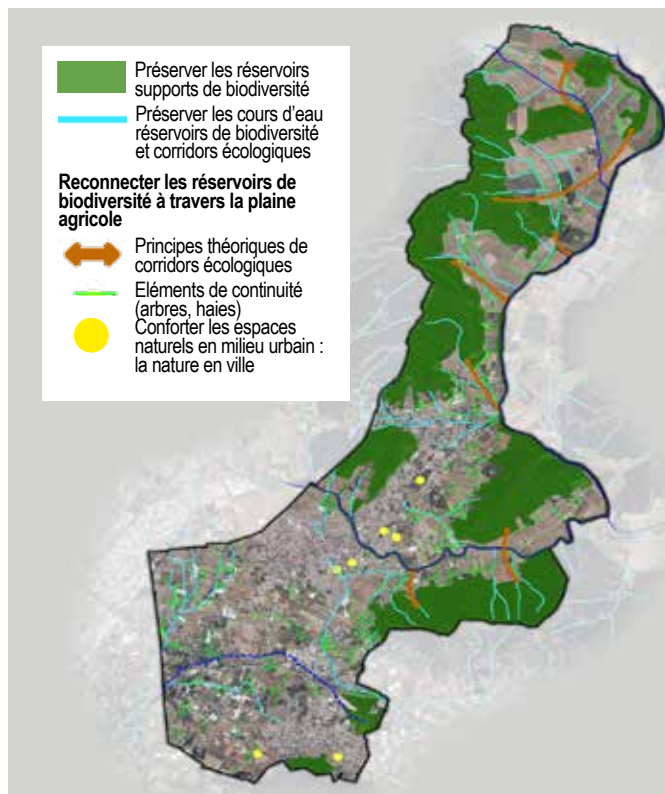 Préserver les réservoirs
supports de biodiversité
Préserver les cours d'eau
réservoirs de biodiversité
et corridors écologiques
Reconnecter les réservoirs de
biodiversité à travers la plaine
agricole
Principes théoriques de
corridors écologiques
Eléments de continuité
(arbres, haies)
Conforter les espaces
naturels en milieu urbain :
la nature en ville